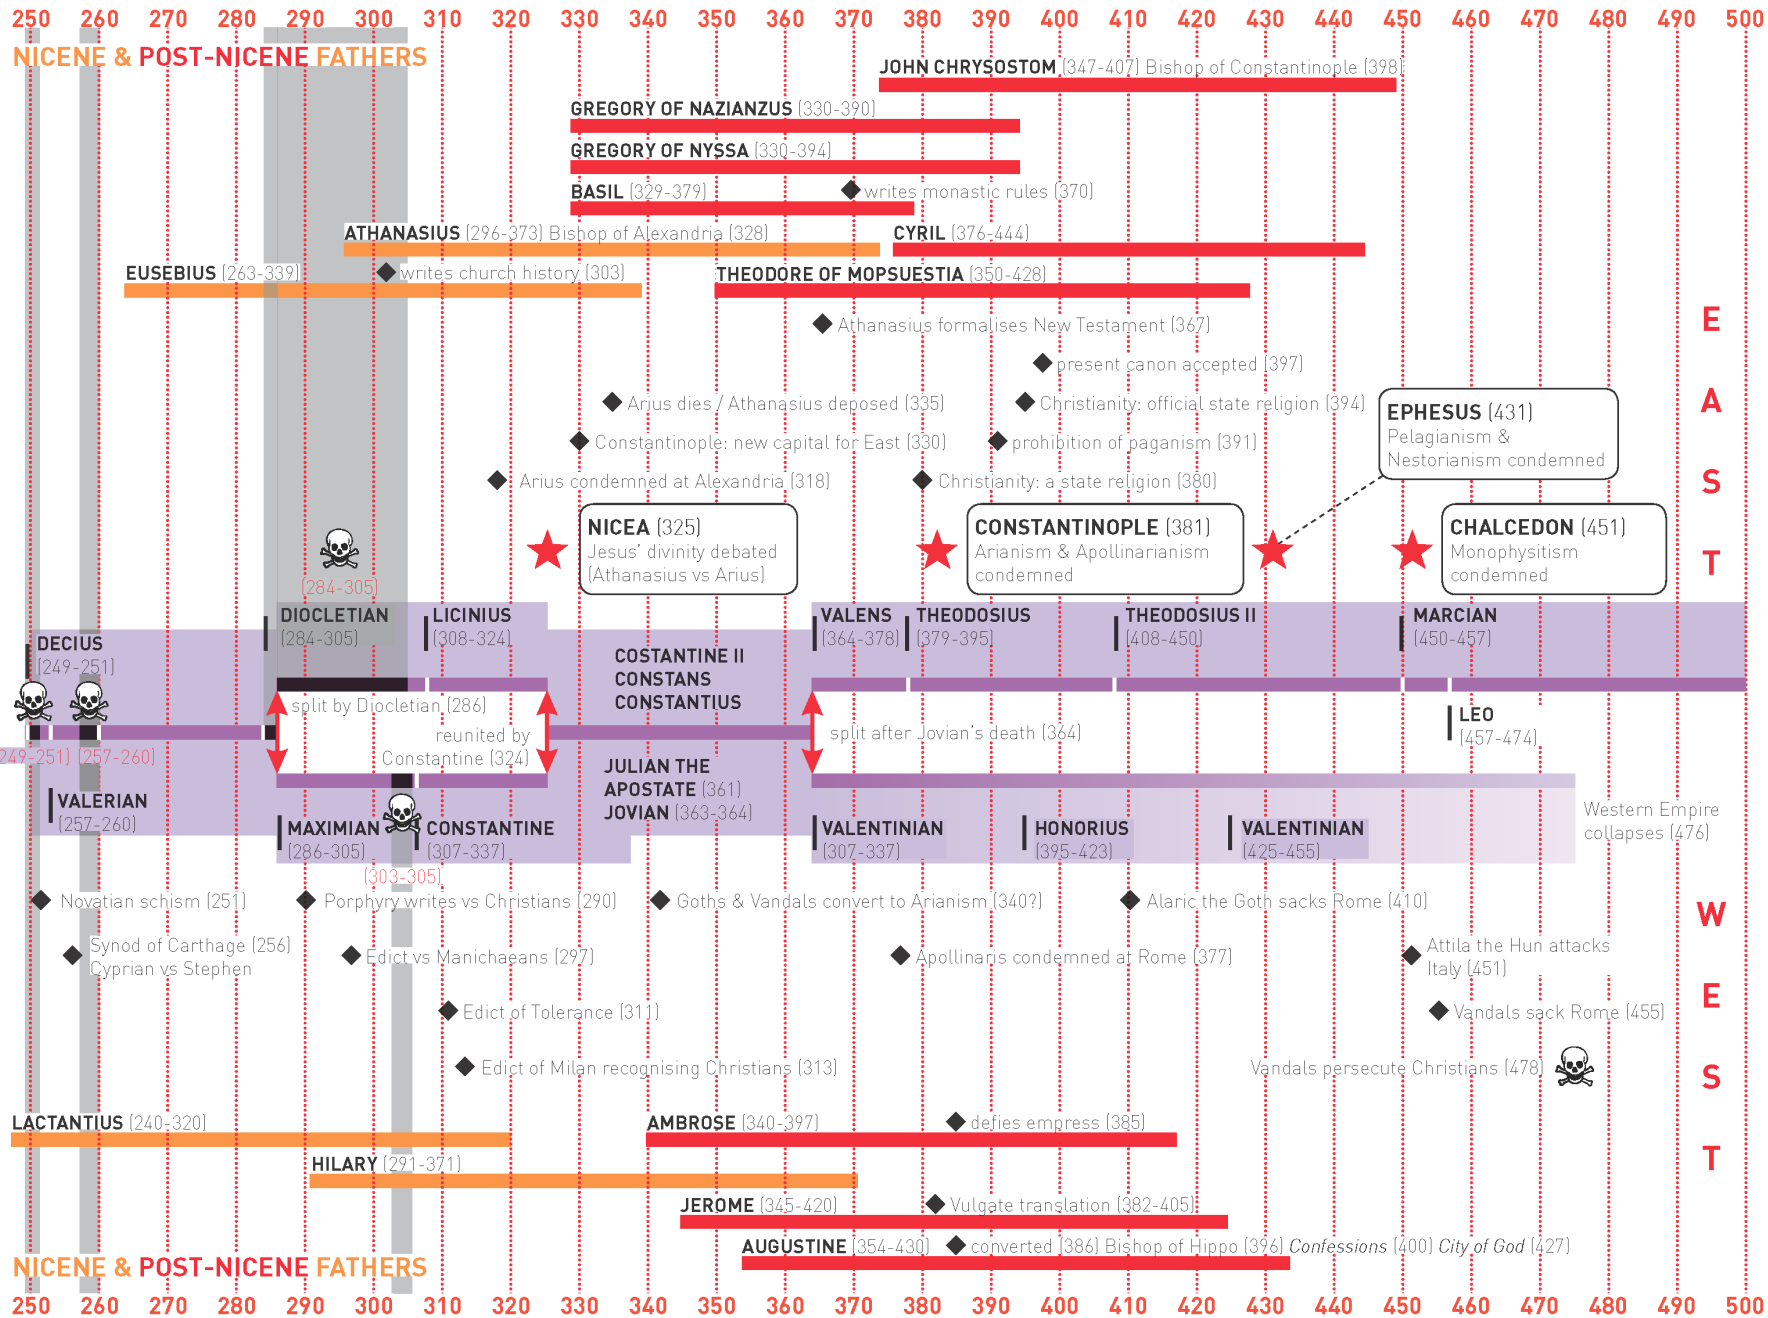 250 260 270 280 290 300 310 320 330 340 350 360 370 380 390 400 410 420 430 440 450 460 470 480 490 500
NICENE & POST-NICENE FATHERS
JOHN CHRYSOSTOM (347-407) Bishop of Constantinople (398)
GREGORY OF NAZIANZUS (330-390)
GREGORY OF NYSSA (330-394)
BASIL (329-379)
writes monastic rules (370)
ATHANASIUS (296-373) Bishop of Alexandria (328)
CYRIL (376-444)
EUSEBIUS (263-339)
writes church history (303)
THEODORE OF MOPSUESTIA (350-428)
Athanasius formalises New Testament (367)
present canon accepted (397)
Arius dies / Athanasius deposed (335)
Christianity: official state religion (394)
Constantinople: new capital for East (330)
prohibition of paganism (391)
Arius condemned at Alexandria (318)
Christianity: a state religion (380)
EPHESUS (431)
Pelagianism &
Nestorianism condemned
NICEA (325)
Jesus' divinity debated
(Athanasius vs Arius)
CONSTANTINOPLE (381)
Arianism & Apollinarianism
condemned
CHALCEDON (451)
Monophysitism
condemned
E
A
S
T
(284-305)
DIOCLETIAN
(284-305)
LICINIUS
(308-324)
VALENS
(364-378)
THEODOSIUS
(379-395)
THEODOSIUS II
(408-450)
MARCIAN
(450-457)
DECIUS
(249-251)
COSTANTINE II
CONSTANS
CONSTANTIUS
split by Diocletian (286)
reunited by
Constantine (324)
split after Jovian's death (364)
LEO
(457-474)
249-251)
(257-260)
JULIAN THE
APOSTATE (361)
JOVIAN (363-364)
VALERIAN
(257-260)
MAXIMIAN
(286-305)
CONSTANTINE
(307-337)
VALENTINIAN
(307-337)
HONORIUS
(395-423)
VALENTINIAN
(425-455)
Western Empire
collapses (476)
(303-305)
Novatian schism (251)
Porphyry writes vs Christians (290)
Goths & Vandals convert to Arianism (340?)
Alaric the Goth sacks Rome (410)
Synod of Carthage (256)
Cyprian vs Stephen
Edict vs Manichaeans (297)
Apollinaris condemned at Rome (377)
Attila the Hun attacks
Italy (451)
Edict of Tolerance (311)
Vandals sack Rome (455)
Edict of Milan recognising Christians (313)
Vandals persecute Christians (478)
W
E
S
T
LACTANTIUS (240-320)
AMBROSE (340-397)
defies empress (385)
HILARY (291-371)
JEROME (345-420)
Vulgate translation (382-405)
AUGUSTINE (354-430)
converted (386) Bishop of Hippo (396) Confessions (400) City of God (427)
NICENE & POST-NICENE FATHERS
250 260 270 280 290 300 310 320 330 340 350 360 370 380 390 400 410 420 430 440 450 460 470 480 490 500